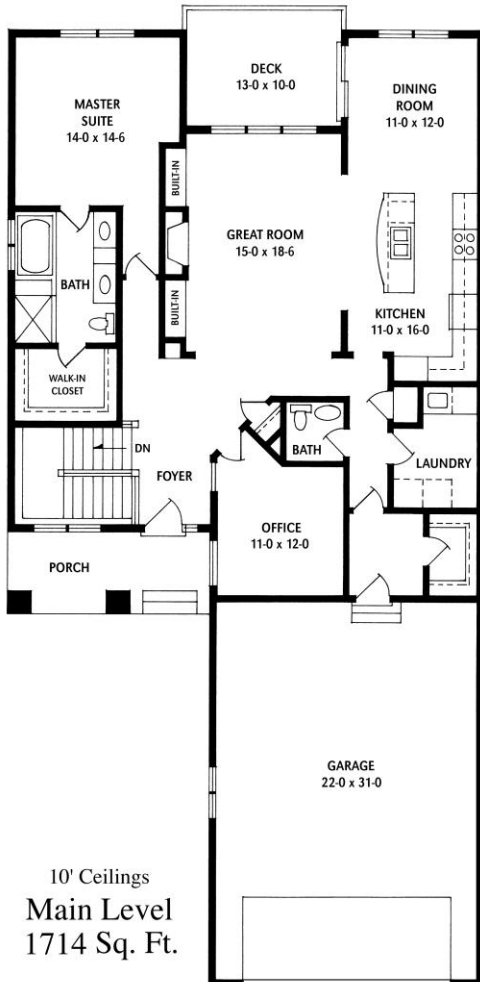 DECK
13-0 x 10-0
MASTER
SUITE
14-0 x 14-6
DINING
ROOM
11-0 x 12-0
BUILT-IN
GREAT ROOM
15-0 x 18-6
BATH
BUILT-IN
KITCHEN
11-0 x 16-0
WALK-IN
CLOSET
DN
BATH
LAUNDRY
FOYER
OFFICE
11-0 x 12-0
PORCH
GARAGE
22-0 x 31-0
10' Ceilings
Main Level
1714 Sq. Ft.